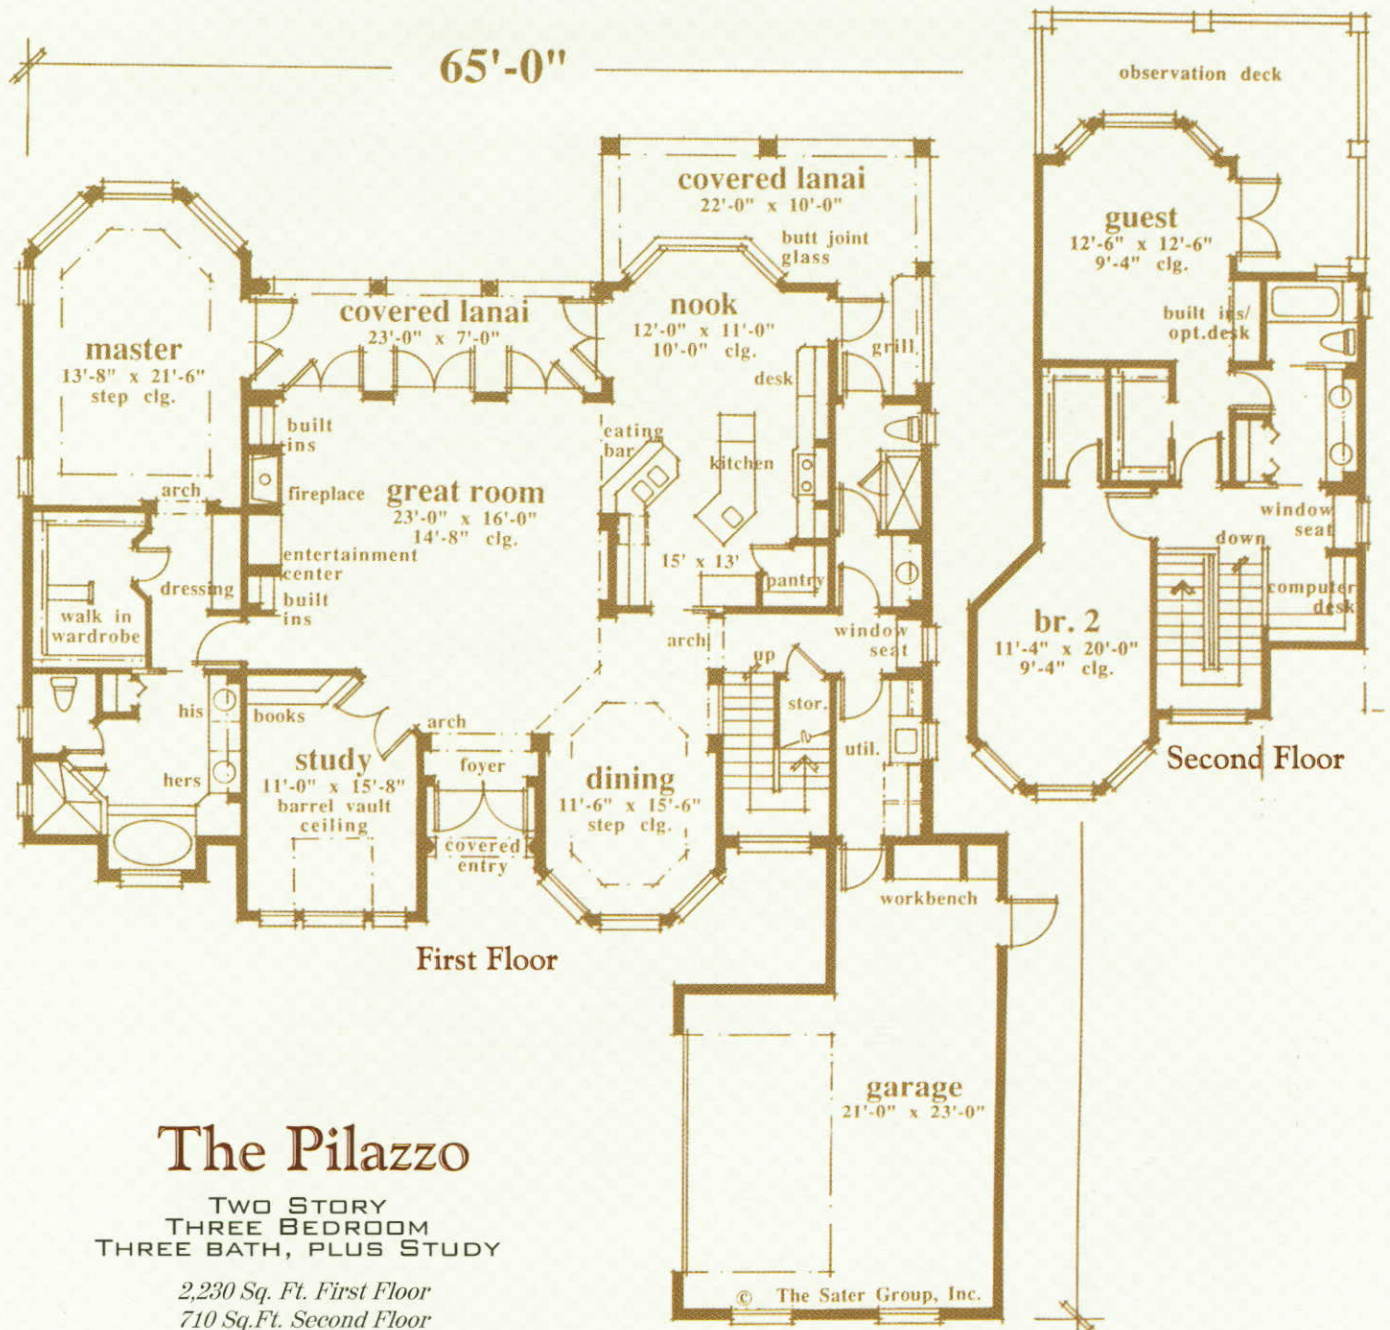 65'-0"
observation deck
covered lanai
22'-0" x 10'-0"
butt joint
glass
guest
12'-6" x 12'-6"
9'-4" clg.
covered lanai
23'-0" x 7'-0"
nook
12'-0" x 11'-0"
10'-0" clg.
grill
built ins/
opt.desk
master
13'-8" x 21'-6"
step clg.
desk
built
ins
eating
bar
kitchen
arch
fireplace
great room
23'-0" x 16'-0"
14'-8" clg.
window
seat
down
entertainment
center
15' x 13'
pantry
dressing
built
ins
computer
desk
walk in
wardrobe
arch
window
seat
br. 2
11'-4" x 20'-0"
9'-4" clg.
up
his
books
arch
stor.
util.
Second Floor
hers
study
11'-0" x 15'-8"
barrel vault
ceiling
foyer
dining
11'-6" x 15'-6"
step clg.
covered
entry
workbench
First Floor
garage
21'-0" x 23'-0"
The Pilazzo
Two Story
Three Bedroom
Three bath, plus Study
2,230 Sq. Ft. First Floor
710 Sq.Ft. Second Floor
© The Sater Group, Inc.